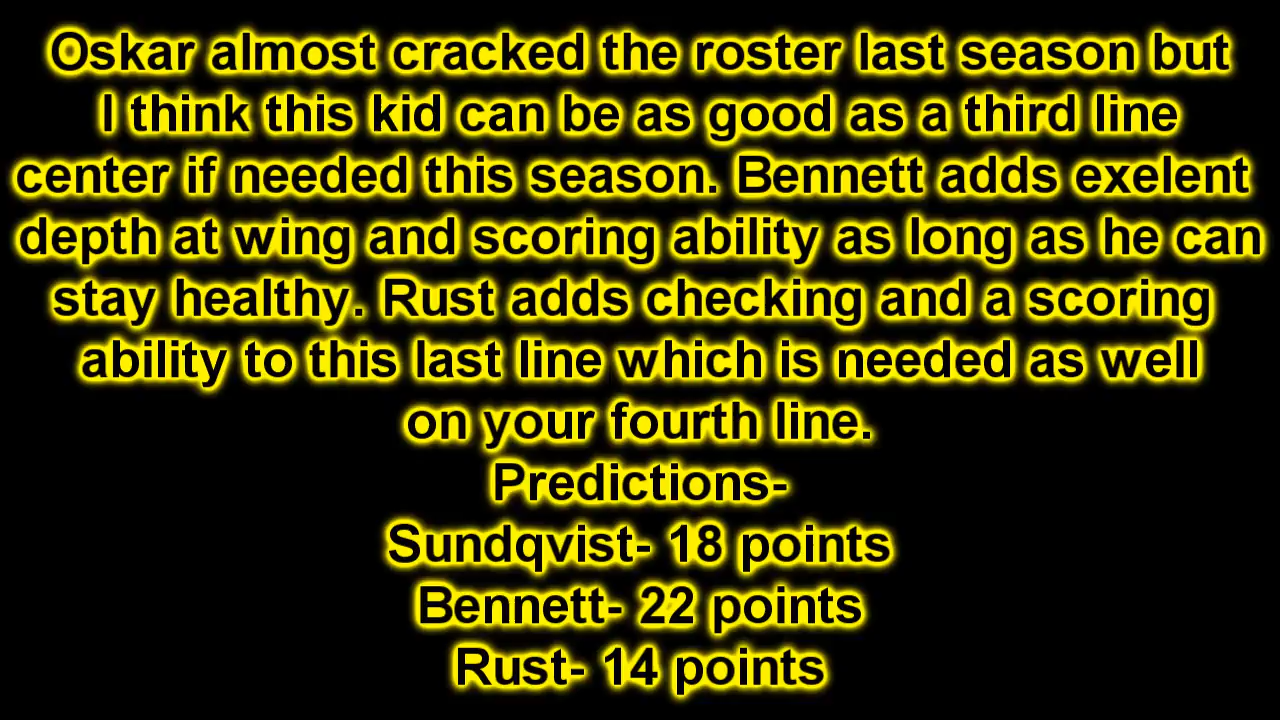 Oskar almost cracked the roster last season but
I think this kid can be as good as a third line
center if needed this season. Bennett adds exelent
depth at wing and scoring ability as long as he can
stay healthy. Rust adds checking and a scoring
ability to this last line which is needed as well
on your fourth line.
Predictions-
Sundqvist- 18 points
Bennett- 22 points
Rust- 14 points